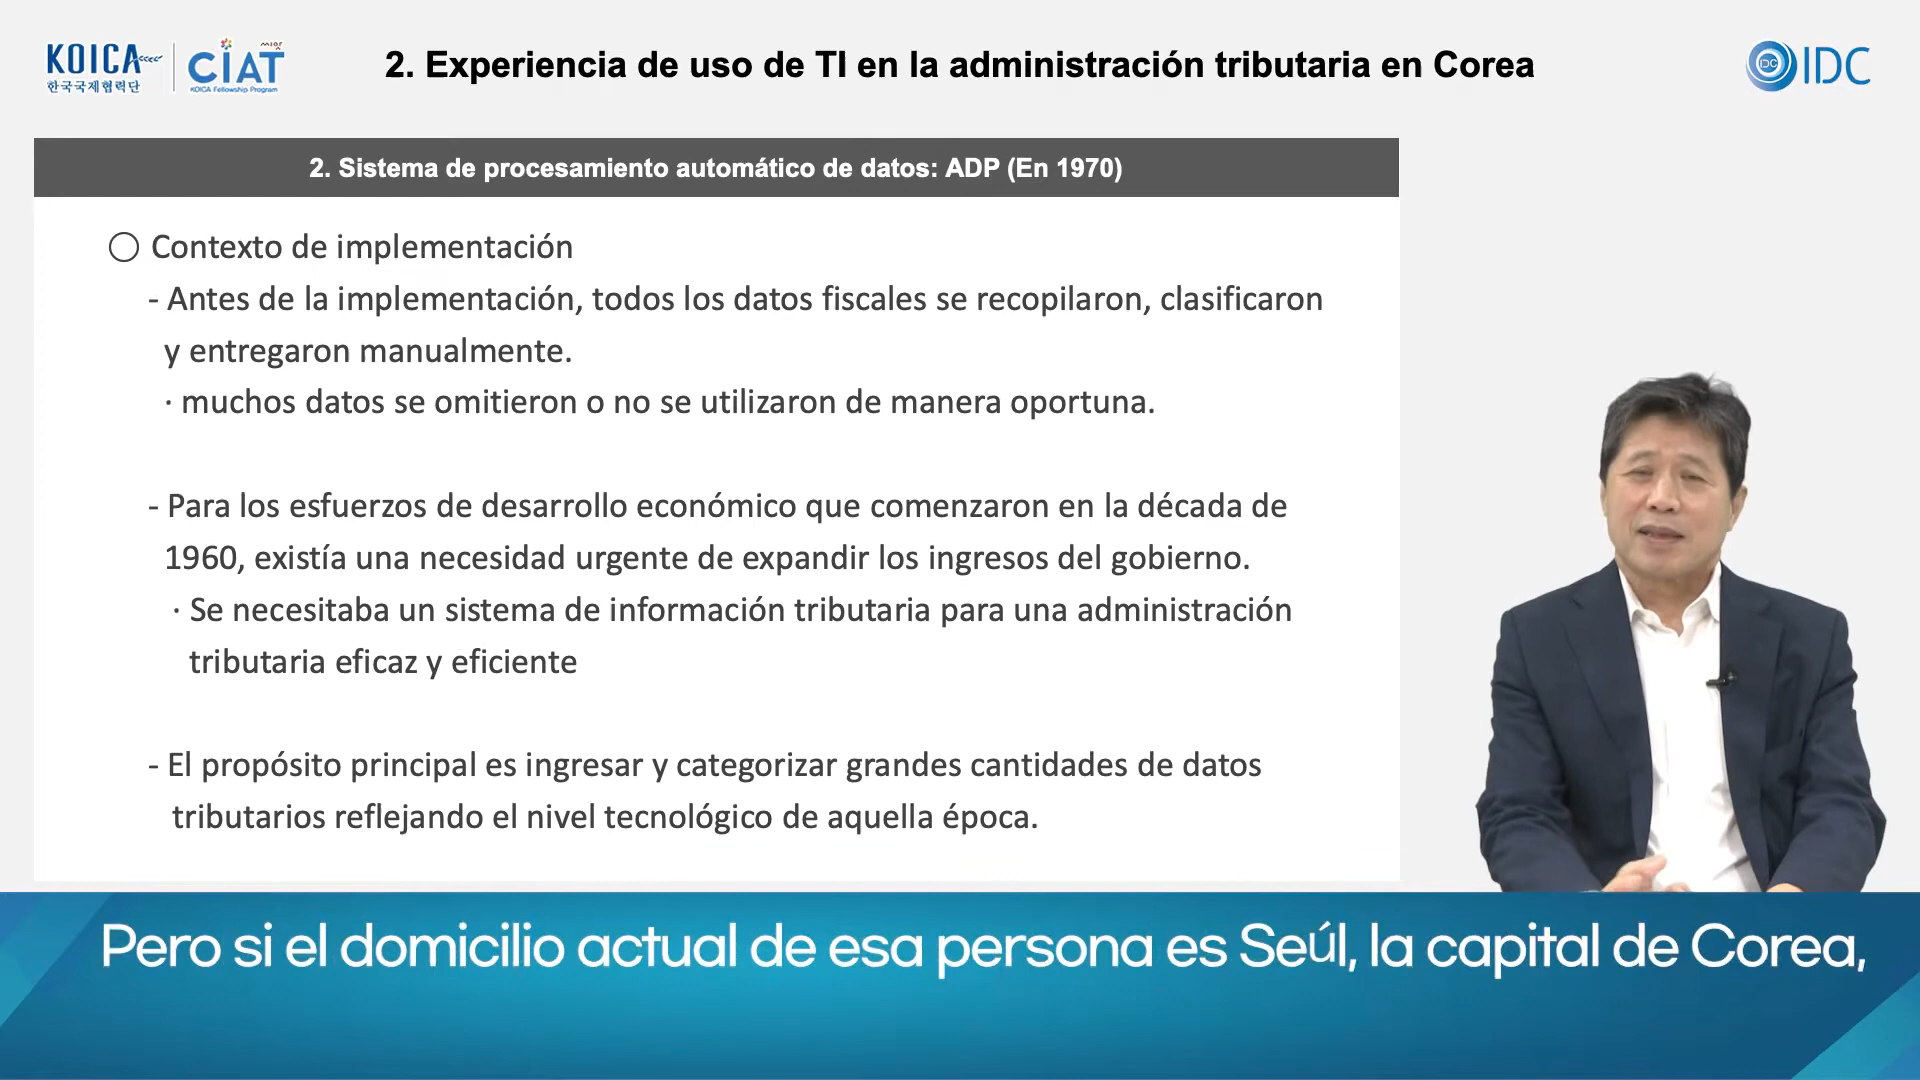 KOICA
한국국제협력단
CIAT
KOICA Fellowship Program
2. Experiencia de uso de TI en la administración tributaria en Corea
IDC
2. Sistema de procesamiento automático de datos: ADP (En 1970)
○ Contexto de implementación
- Antes de la implementación, todos los datos fiscales se recopilaron, clasificaron
y entregaron manualmente.
· muchos datos se omitieron o no se utilizaron de manera oportuna.
- Para los esfuerzos de desarrollo económico que comenzaron en la década de
1960, existía una necesidad urgente de expandir los ingresos del gobierno.
· Se necesitaba un sistema de información tributaria para una administración
tributaria eficaz y eficiente
- El propósito principal es ingresar y categorizar grandes cantidades de datos
tributarios reflejando el nivel tecnológico de aquella época.
Pero si el domicilio actual de esa persona es Seúl, la capital de Corea,